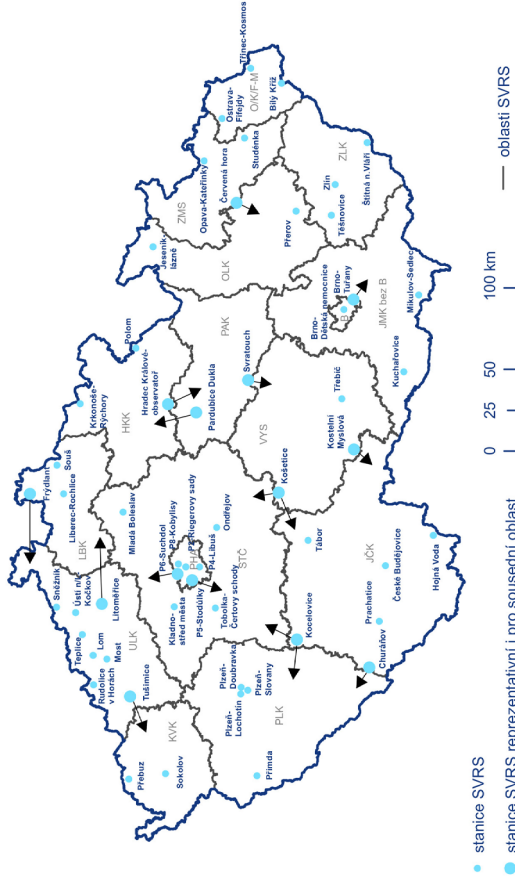 Třinec-Kosmos
Ostrava-
Fifejdy
O/K/F-M
Bílý Kříž
Studénka
Opava-Kateřinky
Červená hora
ZMS
Jeseník
lázně
OLK
Přerov
Zlín
Těšnovice
Štítná n.Vláří
ZLK
Brno-
Dětská nemocnice
Brno-
Tuřany
B
JMK bez B
Mikulov-Sedlec
Kuchařovice
Polom
Krkonoše-
Rýchory
HKK
Hradec Králové-
observatoř
Pardubice Dukla
PAK
Svratouch
VYS
Třebíč
Kostelní
Myslová
Košetice
Frýdlant
Souš
Liberec-Rochlice
LBK
Mladá Boleslav
Sněžník
Ústí n.L.-
Kočkov
Litoměřice
Teplice
Lom
Most
Rudolice
v Horách
Tušimice
ULK
P6-Suchdol
P8-Kobylisy
P2-Riegerovy sady
PHA
P4-Libuš
P5-Stodůlky
Kladno-
střed města
Tobolka-
Čertovy schody
Ondřejov
STČ
Tábor
JČK
České Budějovice
Prachatice
Churáňov
Hojná Voda
Kocelovice
Plzeň-
Doubravka
Plzeň-
Lochotín
Plzeň-
Slovany
PLK
Přimda
KVK
Přebuz
Sokolov
0 25 50 100 km
stanice SVRS
oblasti SVRS
stanice SVRS reprezentativní i pro sousední oblast